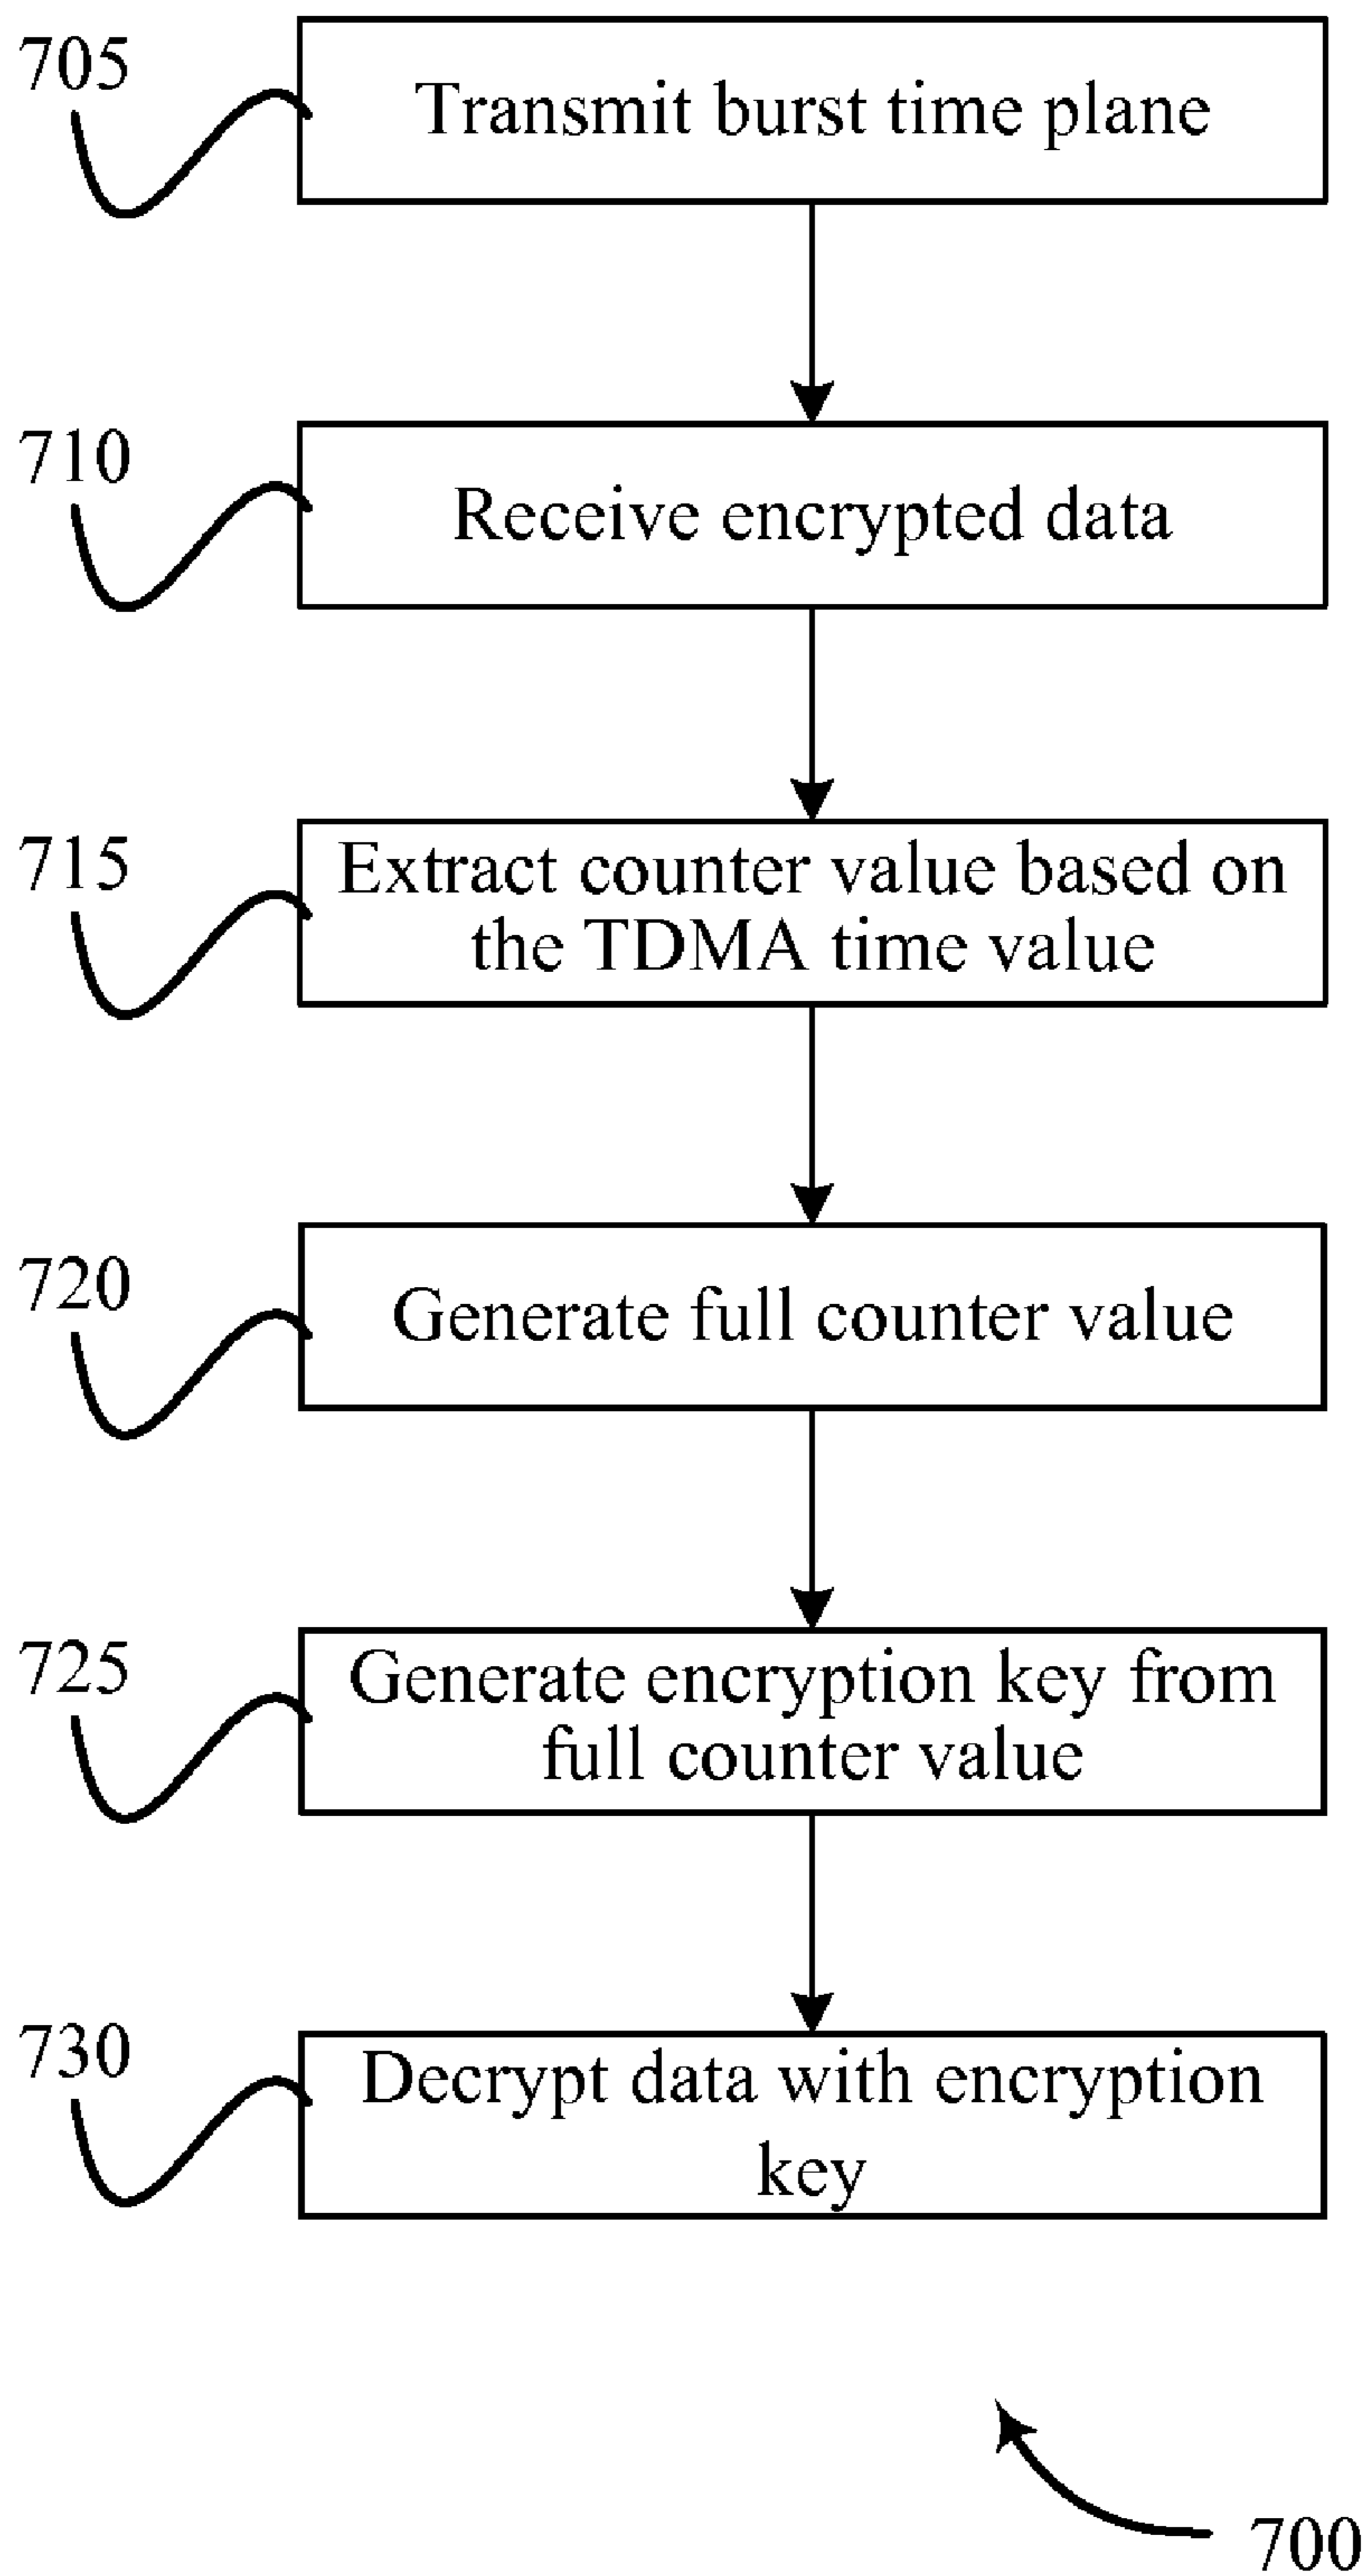 705
Transmit burst time plane
710
Receive encrypted data
715
Extract counter value based on
the TDMA time value
720
Generate full counter value
725
Generate encryption key from
full counter value
730
Decrypt data with encryption
key
700